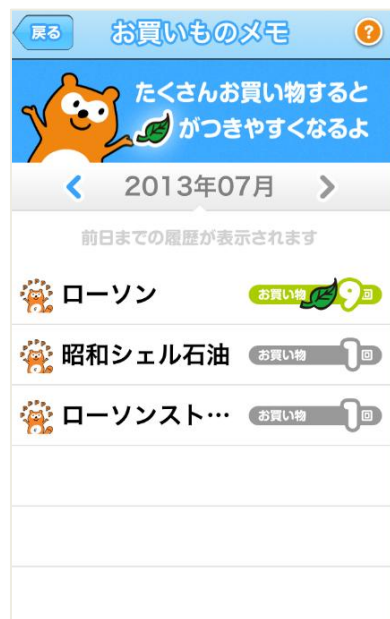 戻る
お買いものメモ
?
たくさんお買い物すると
がつきやすくなるよ
2013年07月
前日までの履歴が表示されます
ローソン
お買い物 9回
昭和シェル石油
お買い物 1回
ローソンスト…
お買い物 1回